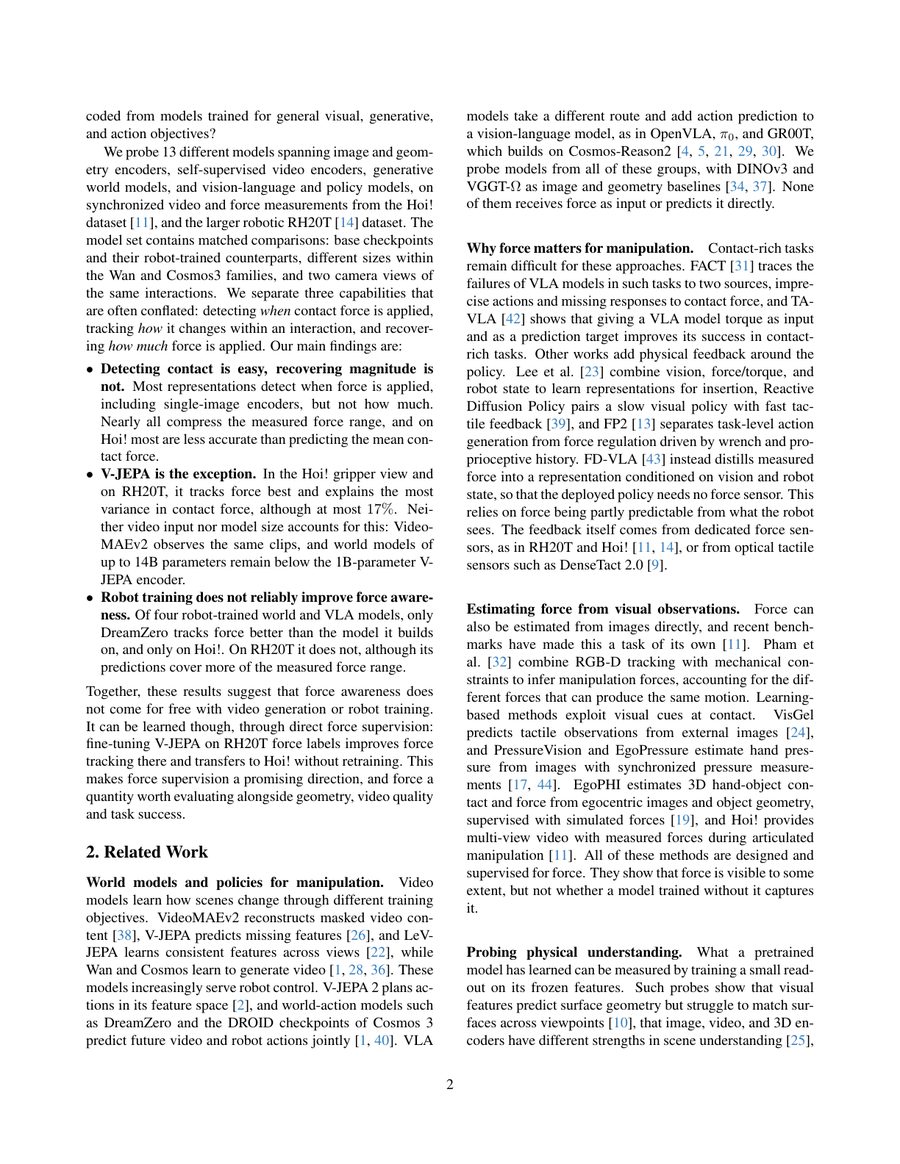 coded from models trained for general visual, generative,
and action objectives?
We probe 13 different models spanning image and geom-
etry encoders, self-supervised video encoders, generative
world models, and vision-language and policy models, on
synchronized video and force measurements from the Hoi!
dataset [11], and the larger robotic RH20T [14] dataset. The
model set contains matched comparisons: base checkpoints
and their robot-trained counterparts, different sizes within
the Wan and Cosmos3 families, and two camera views of
the same interactions. We separate three capabilities that
are often conflated: detecting when contact force is applied,
tracking how it changes within an interaction, and recover-
ing how much force is applied. Our main findings are:
• Detecting contact is easy, recovering magnitude is
not. Most representations detect when force is applied,
including single-image encoders, but not how much.
Nearly all compress the measured force range, and on
Hoi! most are less accurate than predicting the mean con-
tact force.
• V-JEPA is the exception. In the Hoi! gripper view and
on RH20T, it tracks force best and explains the most
variance in contact force, although at most 17%. Nei-
ther video input nor model size accounts for this: Video-
MAEv2 observes the same clips, and world models of
up to 14B parameters remain below the 1B-parameter V-
JEPA encoder.
• Robot training does not reliably improve force aware-
ness. Of four robot-trained world and VLA models, only
DreamZero tracks force better than the model it builds
on, and only on Hoi!. On RH20T it does not, although its
predictions cover more of the measured force range.
Together, these results suggest that force awareness does
not come for free with video generation or robot training.
It can be learned though, through direct force supervision:
fine-tuning V-JEPA on RH20T force labels improves force
tracking there and transfers to Hoi! without retraining. This
makes force supervision a promising direction, and force a
quantity worth evaluating alongside geometry, video quality
and task success.
2. Related Work
World models and policies for manipulation. Video
models learn how scenes change through different training
objectives. VideoMAEv2 reconstructs masked video con-
tent [38], V-JEPA predicts missing features [26], and LeV-
JEPA learns consistent features across views [22], while
Wan and Cosmos learn to generate video [1, 28, 36]. These
models increasingly serve robot control. V-JEPA 2 plans ac-
tions in its feature space [2], and world-action models such
as DreamZero and the DROID checkpoints of Cosmos 3
predict future video and robot actions jointly [1, 40]. VLA
models take a different route and add action prediction to
a vision-language model, as in OpenVLA, π0, and GR00T,
which builds on Cosmos-Reason2 [4, 5, 21, 29, 30]. We
probe models from all of these groups, with DINOv3 and
VGGT-Ω as image and geometry baselines [34, 37]. None
of them receives force as input or predicts it directly.
Why force matters for manipulation. Contact-rich tasks
remain difficult for these approaches. FACT [31] traces the
failures of VLA models in such tasks to two sources, impre-
cise actions and missing responses to contact force, and TA-
VLA [42] shows that giving a VLA model torque as input
and as a prediction target improves its success in contact-
rich tasks. Other works add physical feedback around the
policy. Lee et al. [23] combine vision, force/torque, and
robot state to learn representations for insertion, Reactive
Diffusion Policy pairs a slow visual policy with fast tac-
tile feedback [39], and FP2 [13] separates task-level action
generation from force regulation driven by wrench and pro-
prioceptive history. FD-VLA [43] instead distills measured
force into a representation conditioned on vision and robot
state, so that the deployed policy needs no force sensor. This
relies on force being partly predictable from what the robot
sees. The feedback itself comes from dedicated force sen-
sors, as in RH20T and Hoi! [11, 14], or from optical tactile
sensors such as DenseTact 2.0 [9].
Estimating force from visual observations. Force can
also be estimated from images directly, and recent bench-
marks have made this a task of its own [11]. Pham et
al. [32] combine RGB-D tracking with mechanical con-
straints to infer manipulation forces, accounting for the dif-
ferent forces that can produce the same motion. Learning-
based methods exploit visual cues at contact. VisGel
predicts tactile observations from external images [24],
and PressureVision and EgoPressure estimate hand pres-
sure from images with synchronized pressure measure-
ments [17, 44]. EgoPHI estimates 3D hand-object con-
tact and force from egocentric images and object geometry,
supervised with simulated forces [19], and Hoi! provides
multi-view video with measured forces during articulated
manipulation [11]. All of these methods are designed and
supervised for force. They show that force is visible to some
extent, but not whether a model trained without it captures
it.
Probing physical understanding. What a pretrained
model has learned can be measured by training a small read-
out on its frozen features. Such probes show that visual
features predict surface geometry but struggle to match sur-
faces across viewpoints [10], that image, video, and 3D en-
coders have different strengths in scene understanding [25],
2